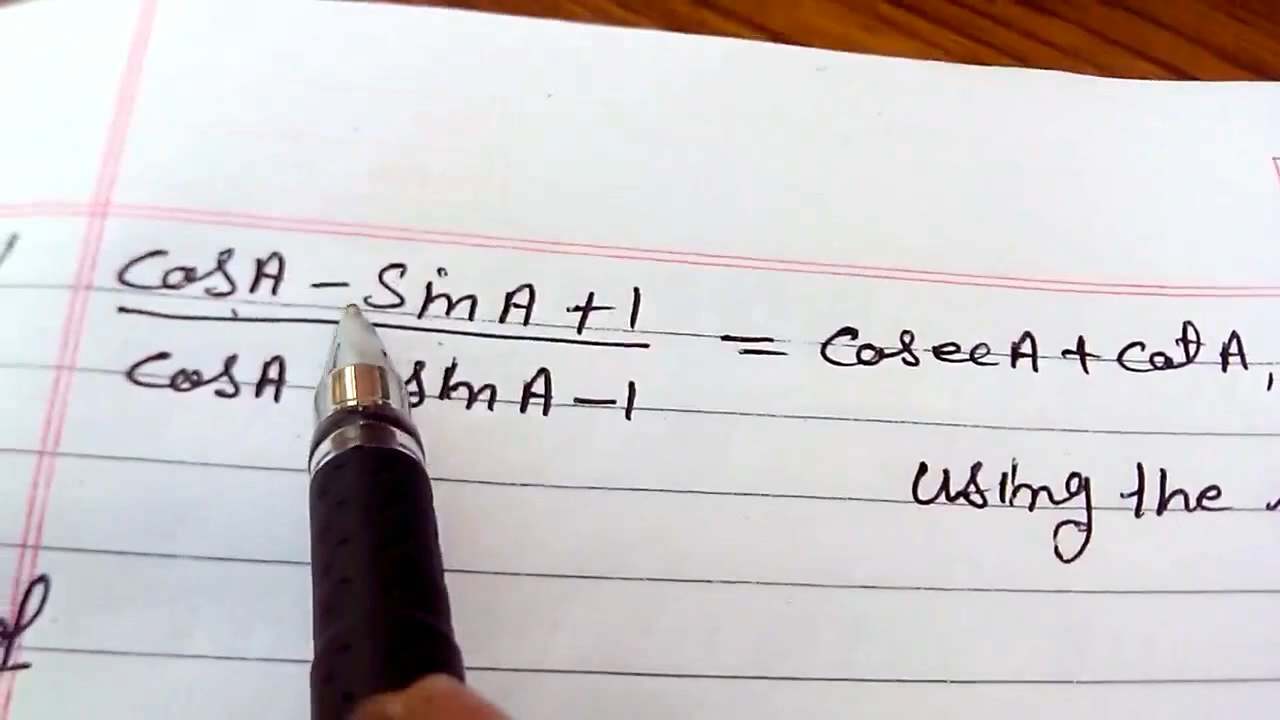 CosA - SinA + 1
CosA sinA - 1
= CosecA + CotA,
using the